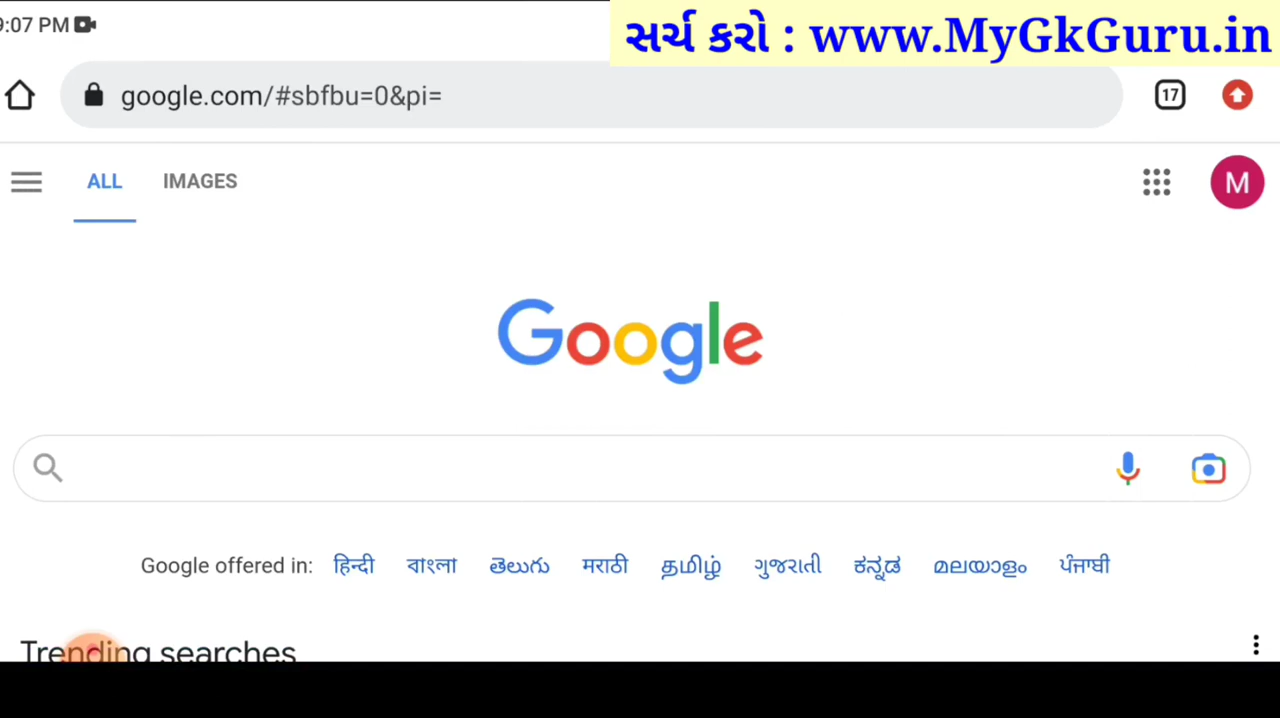 9:07 PM
સર્ચ કરો : www.MyGkGuru.in
google.com/#sbfbu=0&pi=
17
ALL IMAGES
M
Google
Google offered in: हिन्दी বাংলা తెలుగు मराठी தமிழ் ગુજરાતી ಕನ್ನಡ മലയാളം ਪੰਜਾਬੀ
Trending searches